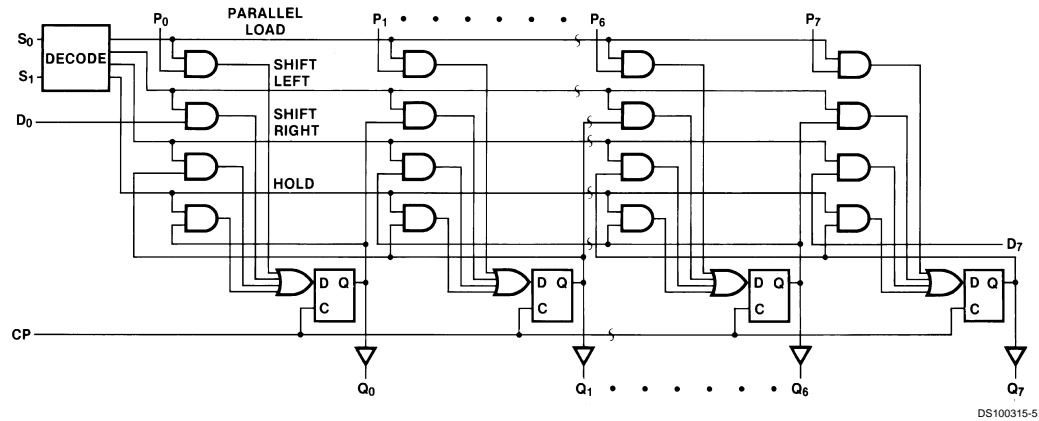 P0 PARALLEL LOAD P1 P6 P7
S0
DECODE
S1
SHIFT LEFT
D0
SHIFT RIGHT
HOLD
D7
D Q D Q D Q D Q
C C C C
CP
Q0 Q1 Q6 Q7
DS100315-5